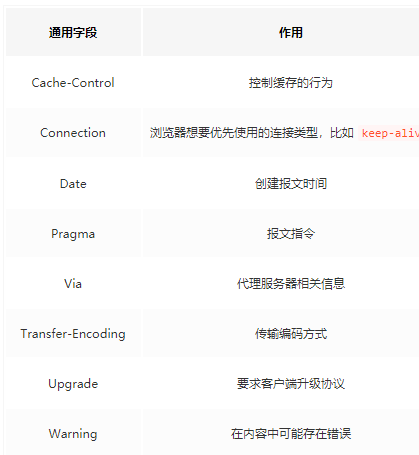 通用字段 作用
Cache-Control 控制缓存的行为
Connection 浏览器想要优先使用的连接类型，比如 keep-aliv
Date 创建报文时间
Pragma 报文指令
Via 代理服务器相关信息
Transfer-Encoding 传输编码方式
Upgrade 要求客户端升级协议
Warning 在内容中可能存在错误